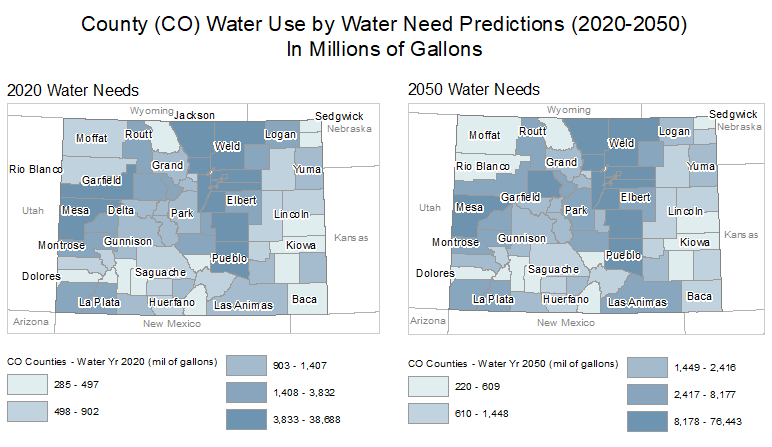 County (CO) Water Use by Water Need Predictions (2020-2050)
In Millions of Gallons
2020 Water Needs
Wyoming
Jackson
Sedgwick
Nebraska
Moffat
Routt
Weld
Logan
Rio Blanco
Grand
Yuma
Garfield
Utah
Mesa
Delta
Park
Elbert
Lincoln
Kansas
Montrose
Gunnison
Kiowa
Pueblo
Dolores
Saguache
La Plata
Huerfano
Las Animas
Baca
Arizona
New Mexico
CO Counties - Water Yr 2020 (mil of gallons)
285 - 497
498 - 902
903 - 1,407
1,408 - 3,832
3,833 - 38,688
2050 Water Needs
Wyoming
Sedgwick
Nebraska
Moffat
Routt
Weld
Logan
Rio Blanco
Grand
Yuma
Garfield
Utah
Mesa
Park
Elbert
Lincoln
Kansas
Montrose
Gunnison
Kiowa
Pueblo
Dolores
Saguache
La Plata
Huerfano
Las Animas
Baca
Arizona
New Mexico
CO Counties - Water Yr 2050 (mil of gallons)
220 - 609
610 - 1,448
1,449 - 2,416
2,417 - 8,177
8,178 - 76,443